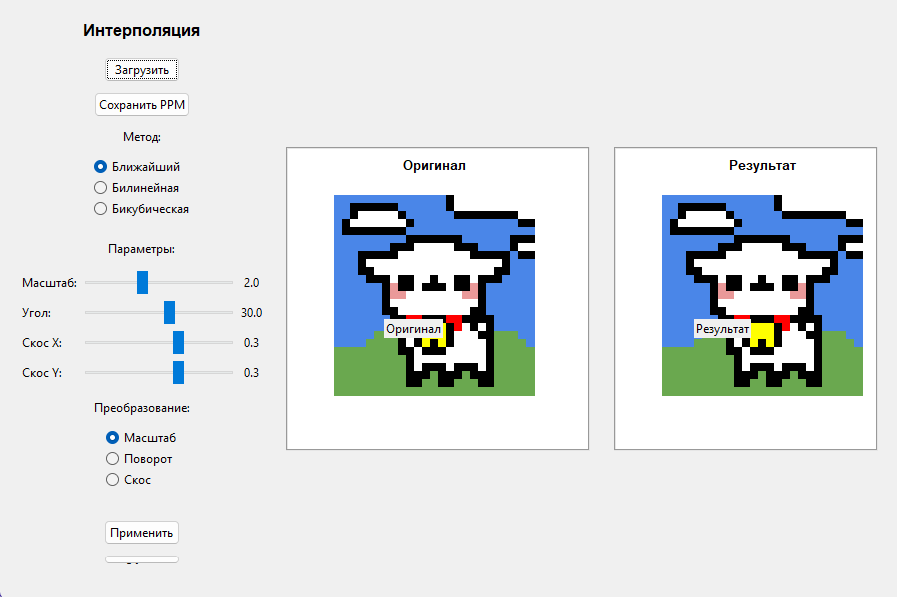 Интерполяция
Загрузить
Сохранить PPM
Метод:
Ближайший
Билинейная
Бикубическая
Параметры:
Масштаб: 2.0
Угол: 30.0
Скос X: 0.3
Скос Y: 0.3
Преобразование:
Масштаб
Поворот
Скос
Применить
Оригинал
Оригинал
Результат
Результат